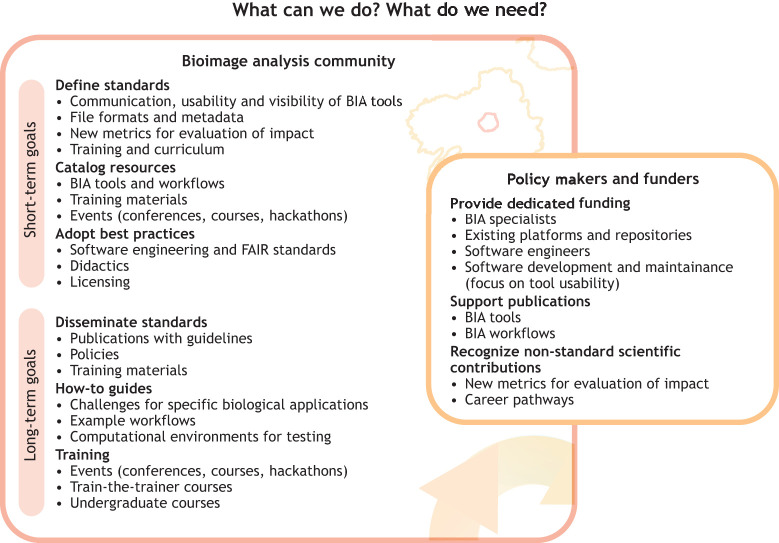 What can we do? What do we need?
Bioimage analysis community
Short-term goals
Define standards
• Communication, usability and visibility of BIA tools
• File formats and metadata
• New metrics for evaluation of impact
• Training and curriculum
Catalog resources
• BIA tools and workflows
• Training materials
• Events (conferences, courses, hackathons)
Adopt best practices
• Software engineering and FAIR standards
• Didactics
• Licensing
Long-term goals
Disseminate standards
• Publications with guidelines
• Policies
• Training materials
How-to guides
• Challenges for specific biological applications
• Example workflows
• Computational environments for testing
Training
• Events (conferences, courses, hackathons)
• Train-the-trainer courses
• Undergraduate courses
Policy makers and funders
Provide dedicated funding
• BIA specialists
• Existing platforms and repositories
• Software engineers
• Software development and maintainance
(focus on tool usability)
Support publications
• BIA tools
• BIA workflows
Recognize non-standard scientific
contributions
• New metrics for evaluation of impact
• Career pathways